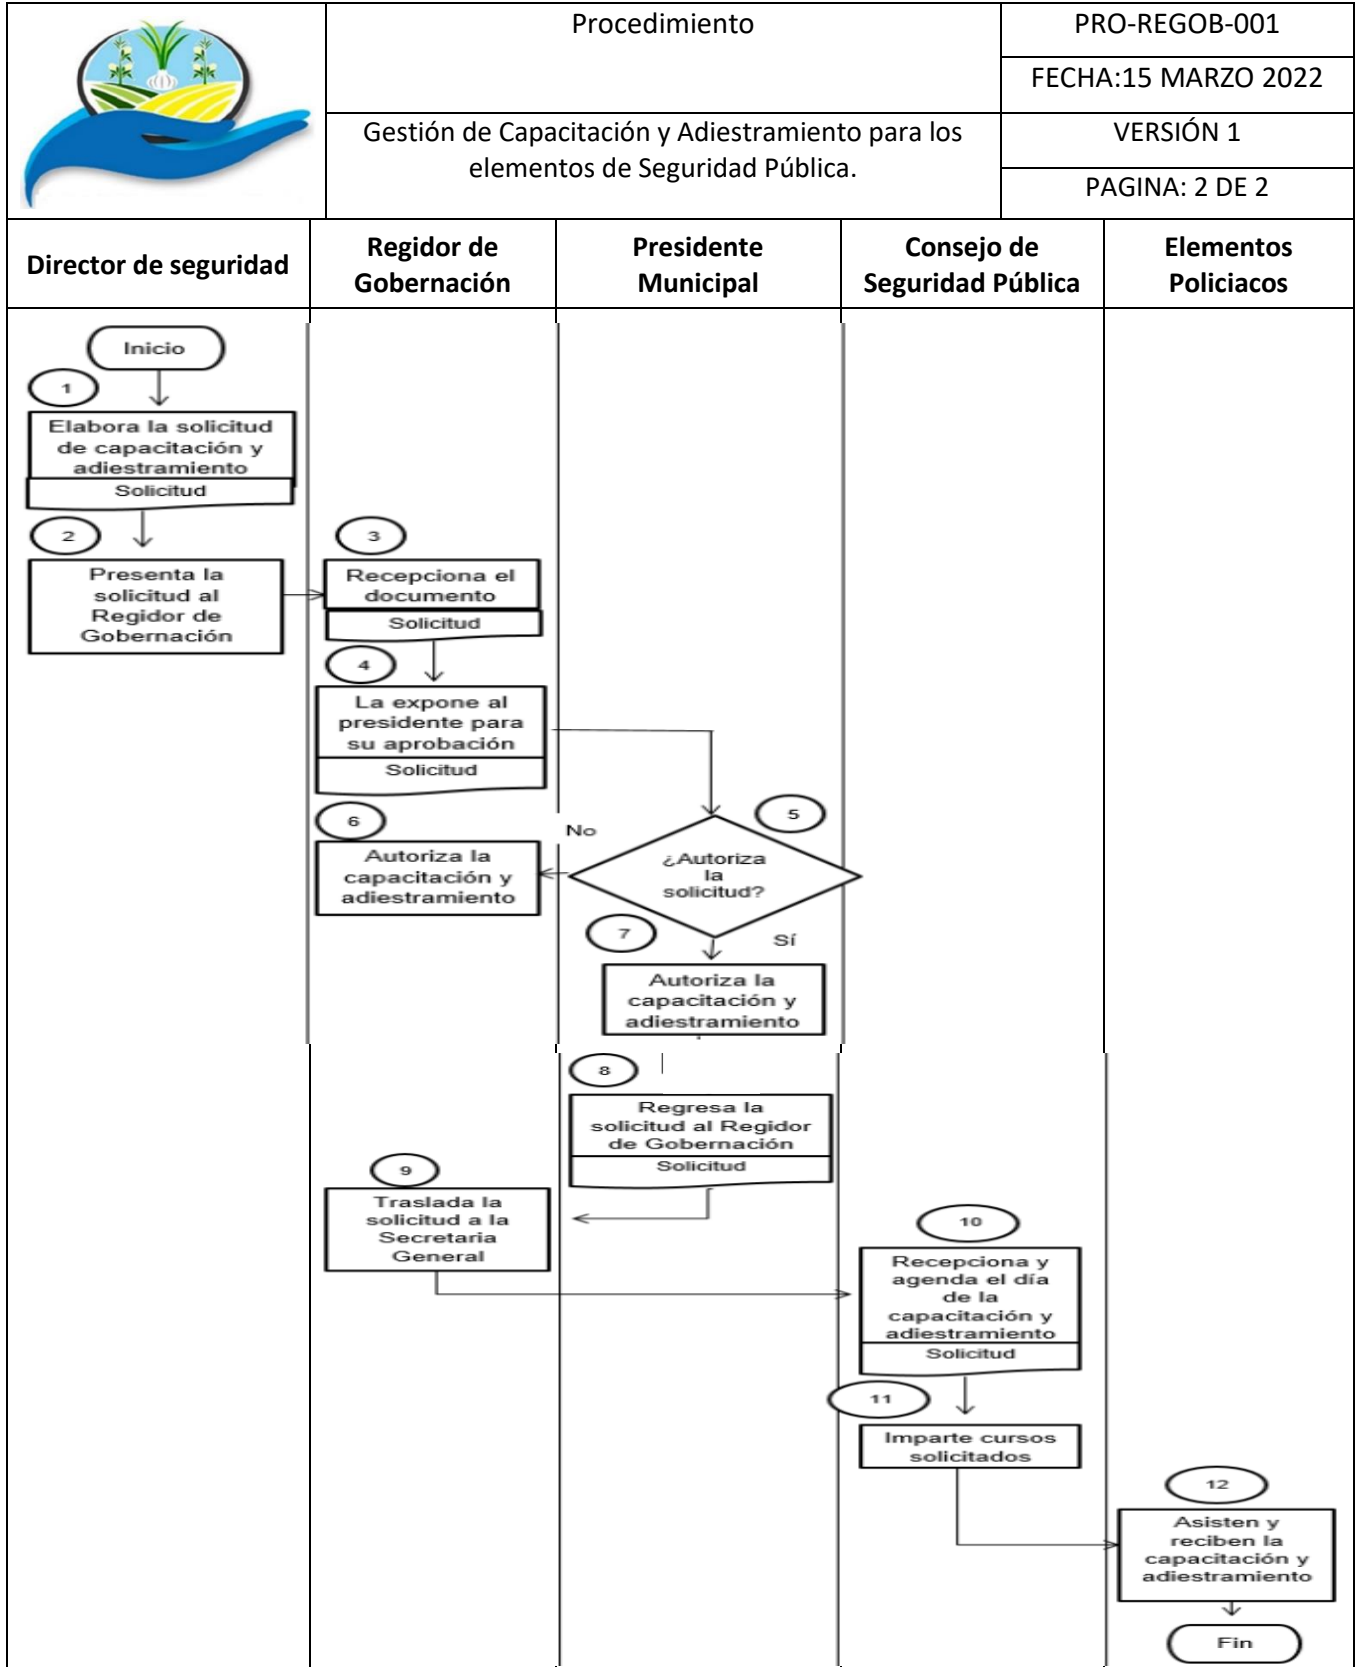 Procedimiento
PRO-REGOB-001
FECHA:15 MARZO 2022
Gestión de Capacitación y Adiestramiento para los
elementos de Seguridad Pública.
VERSIÓN 1
PAGINA: 2 DE 2
Director de seguridad
Regidor de
Gobernación
Presidente
Municipal
Consejo de
Seguridad Pública
Elementos
Policiacos
Inicio
1
Elabora la solicitud
de capacitación y
adiestramiento
Solicitud
2
Presenta la
solicitud al
Regidor de
Gobernación
3
Recepciona el
documento
Solicitud
4
La expone al
presidente para
su aprobación
Solicitud
5
¿Autoriza
la
solicitud?
No
6
Autoriza la
capacitación y
adiestramiento
Sí
7
Autoriza la
capacitación y
adiestramiento
8
Regresa la
solicitud al Regidor
de Gobernación
Solicitud
9
Traslada la
solicitud a la
Secretaria
General
10
Recepciona y
agenda el día
de la
capacitación y
adiestramiento
Solicitud
11
Imparte cursos
solicitados
12
Asisten y
reciben la
capacitación y
adiestramiento
Fin